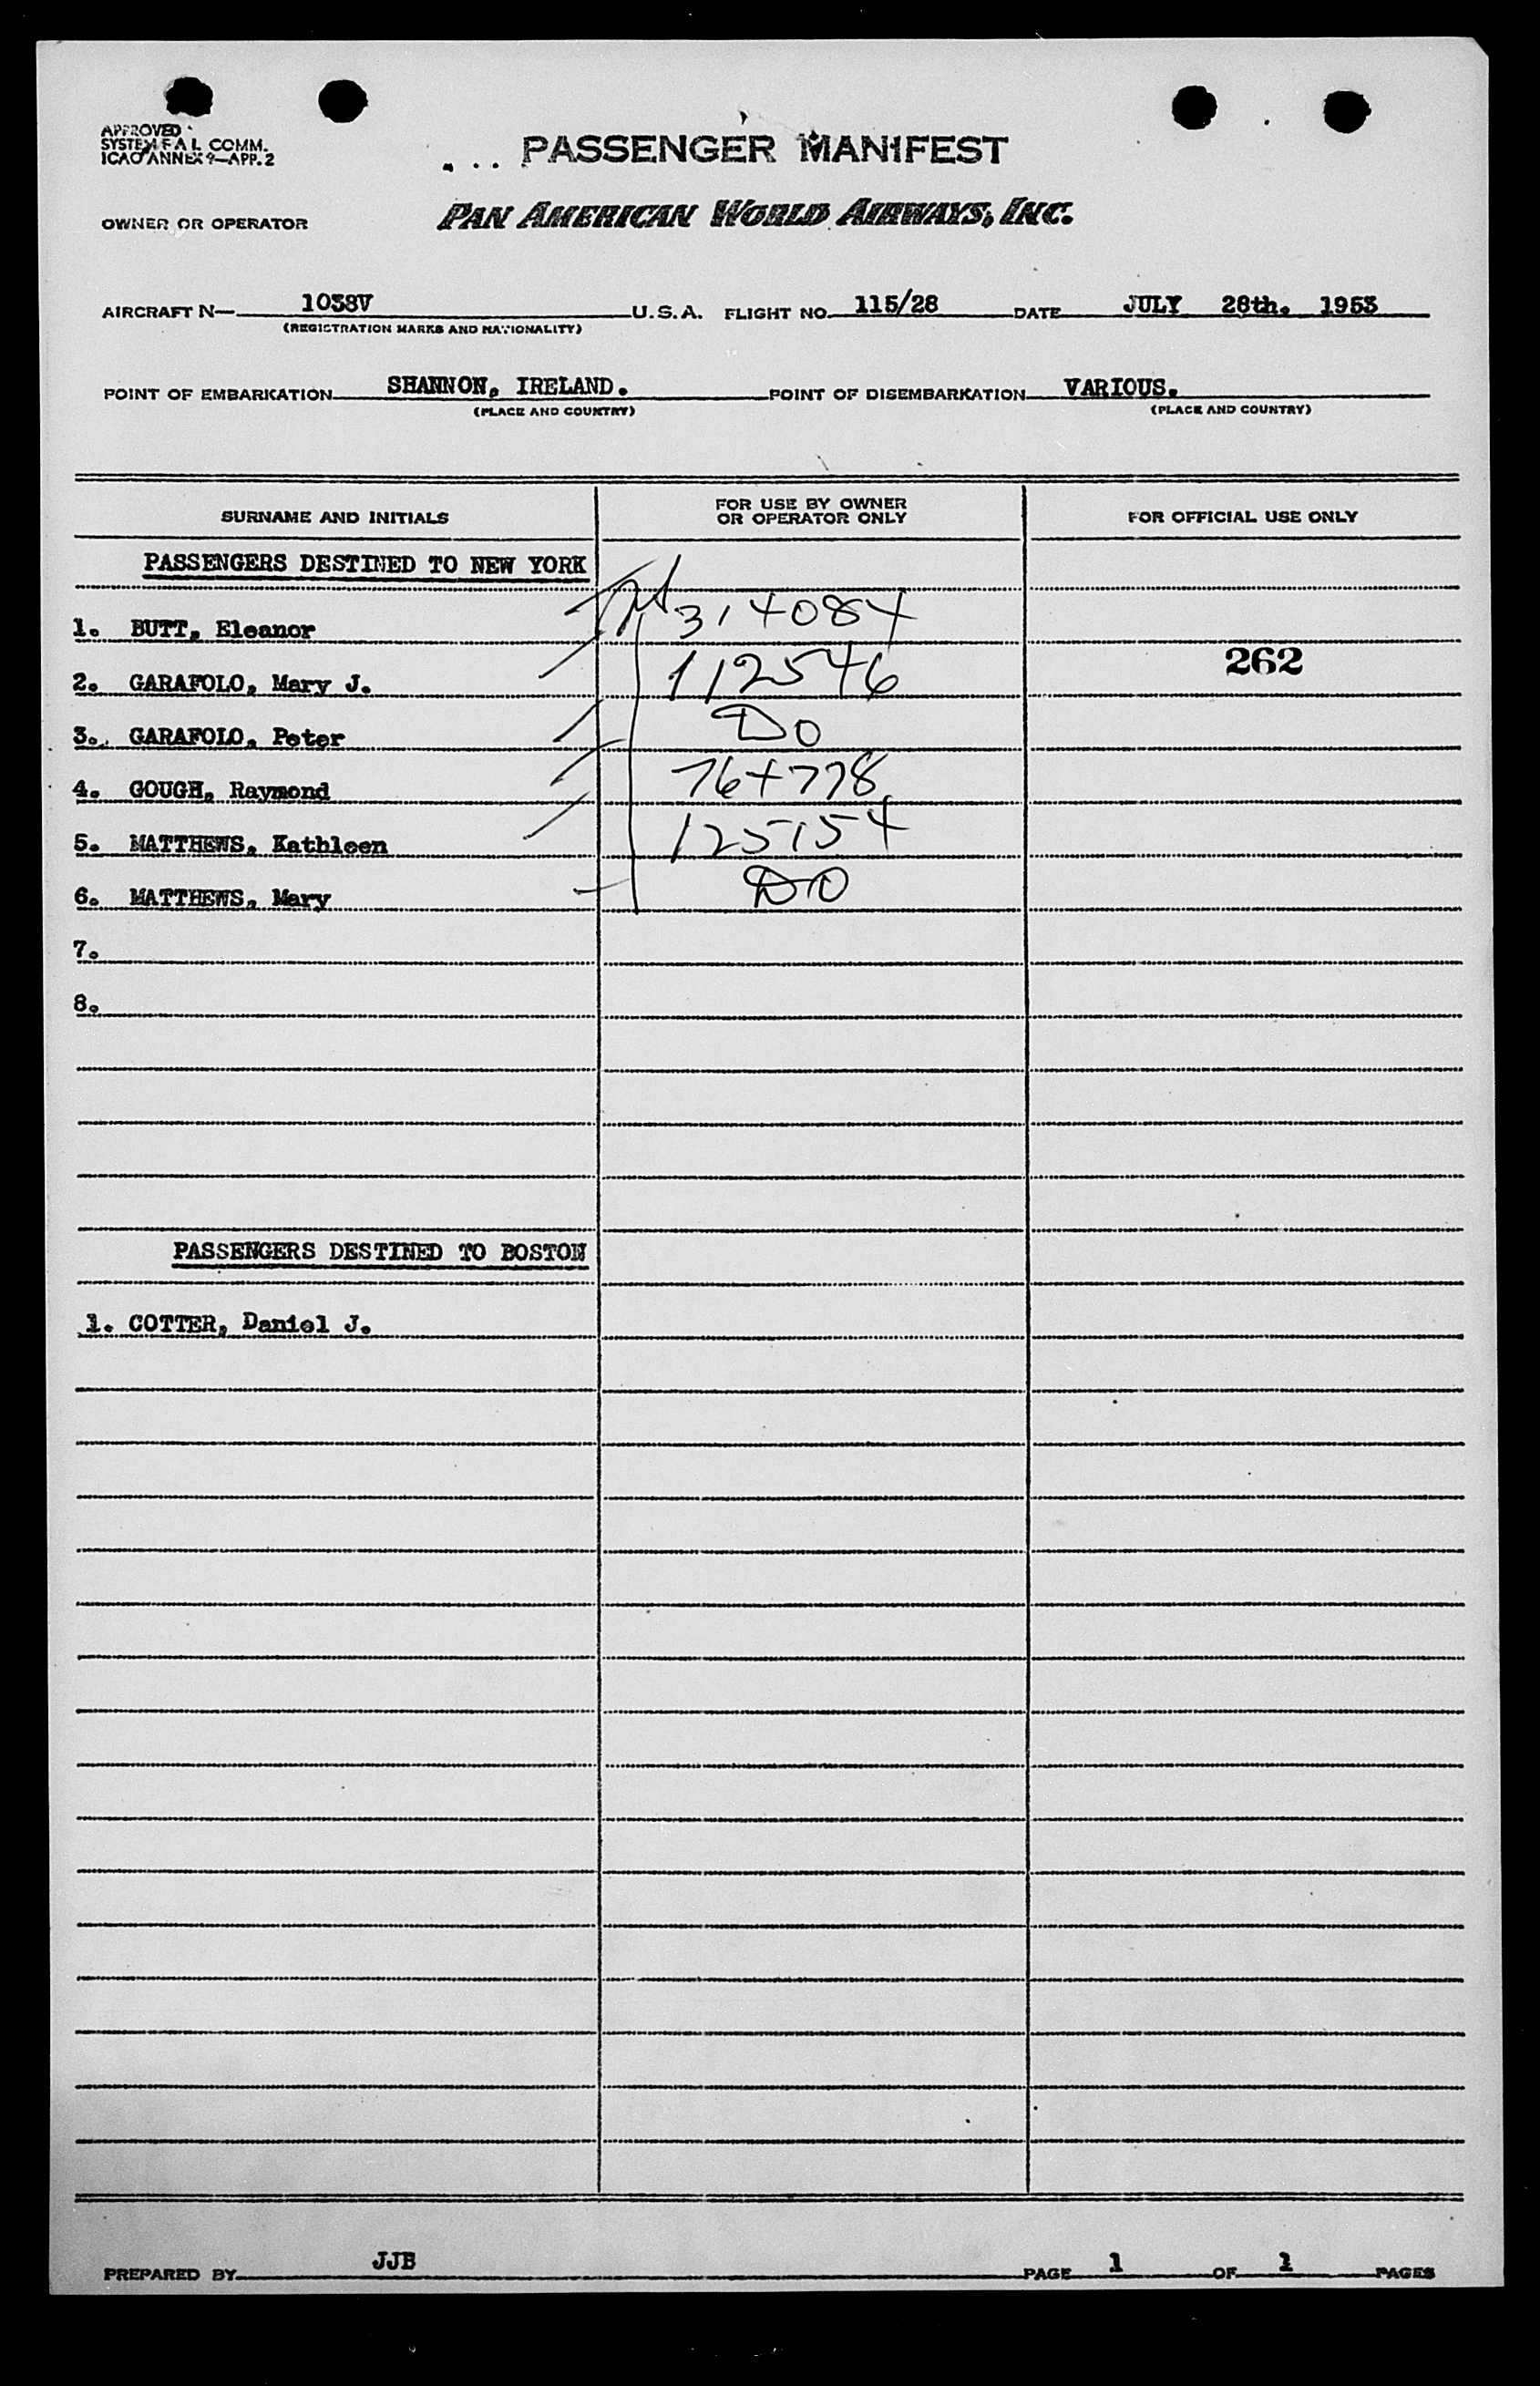 APPROVED
SYSTEM F A L COMM.
ICAO ANNEX 9—APP. 2
PASSENGER MANIFEST
OWNER OR OPERATOR PAN AMERICAN WORLD AIRWAYS, INC.
AIRCRAFT N— 1038V U.S.A. FLIGHT NO. 115/28 DATE JULY 28th. 1953
(REGISTRATION MARKS AND NATIONALITY)
POINT OF EMBARKATION SHANNON, IRELAND. POINT OF DISEMBARKATION VARIOUS.
(PLACE AND COUNTRY) (PLACE AND COUNTRY)
SURNAME AND INITIALS FOR USE BY OWNER OR OPERATOR ONLY FOR OFFICIAL USE ONLY
PASSENGERS DESTINED TO NEW YORK
1. BUTT, Eleanor 314084
262
2. GARAFOLO, Mary J. 112546
3. GARAFOLO, Peter DO
4. GOUGH, Raymond 764778
5. MATTHEWS, Kathleen 125154
6. MATTHEWS, Mary DO
7.
8.
PASSENGERS DESTINED TO BOSTON
1. COTTER, Daniel J.
PREPARED BY JJB PAGE 1 OF 1 PAGES